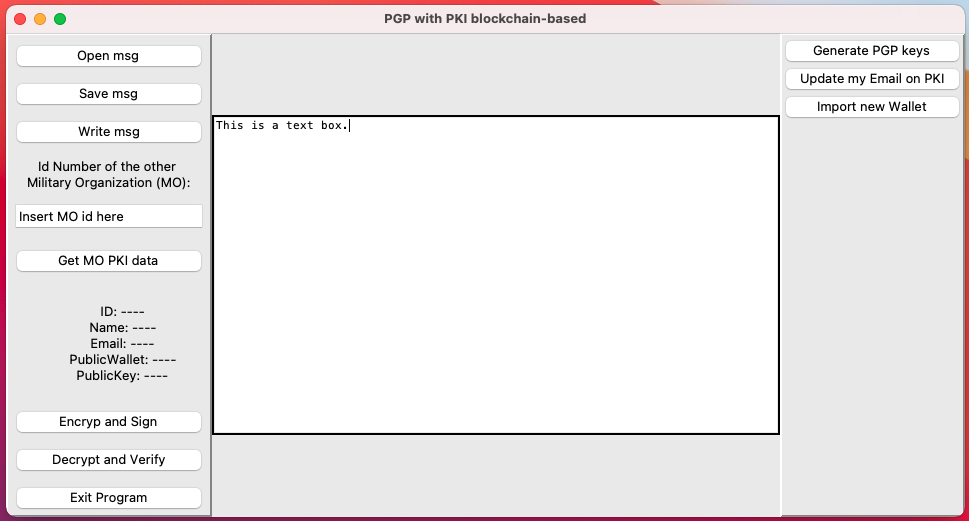 PGP with PKI blockchain-based
Open msg
Save msg
Write msg
Id Number of the other
Military Organization (MO):
Insert MO id here
Get MO PKI data
ID: ----
Name: ----
Email: ----
PublicWallet: ----
PublicKey: ----
Encryp and Sign
Decrypt and Verify
Exit Program
This is a text box.
Generate PGP keys
Update my Email on PKI
Import new Wallet